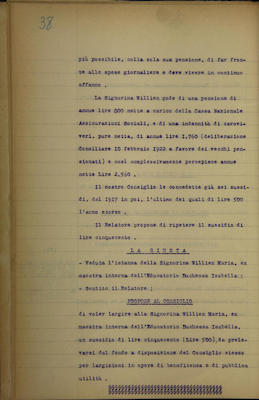 38
più possibile, colla sola sua pensione, di far fron-
te alle spese giornaliere e deve vivere in continuo
affanno .
La Signorina Willien gode di una pensione di
annue lire 800 nette a carico della Cassa Nazionale
Assicurazioni Sociali, e di una indennità di carovi-
veri, pure netta, di annue lire 1,760 (deliberazione
Consiliare 18 febbraio 1922 a favore dei vecchi pen-
sionati) e così complessivamente percepisce annue
nette Lire 2.560 .
Il nostro Consiglio le concedette già sei sussi-
di, dal 1917 in poi, l'ultimo dei quali di lire 500
l'anno scorso .
Il Relatore propone di ripetere il sussidio di
lire cinquecento .
LA GIUNTA
- Veduta l'istanza della Signorina Willien Maria, ex
maestra interna dell'Educatorio Duchessa Isabella ;
- Sentito il Relatore ;
PROPONE AL CONSIGLIO
di voler largire alla Signorina Willien Maria, ex
maestra interna dell'Educatorio Duchessa Isabella,
un sussidio di lire cinquecento (Lire 500), da prele-
varsi dal fondo a disposizione del Consiglio stesso
per largizioni in opere di beneficenza e di pubblica
utilità .